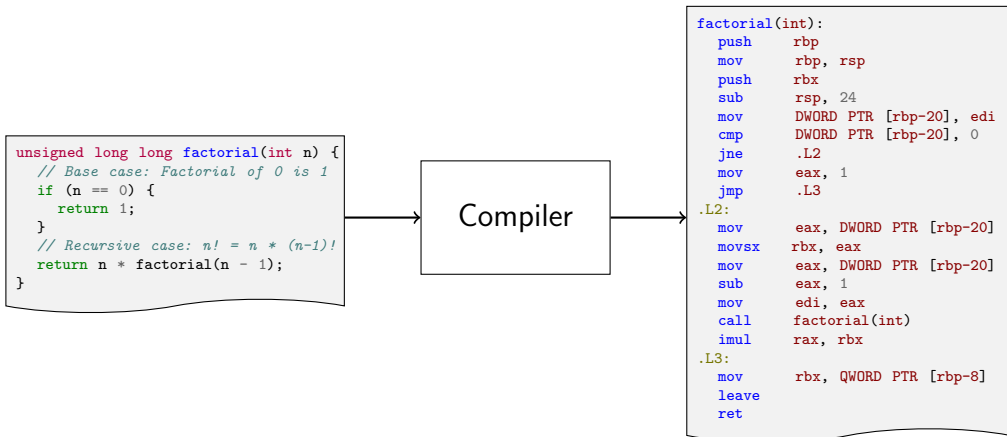 unsigned long long factorial(int n) {
  // Base case: Factorial of 0 is 1
  if (n == 0) {
    return 1;
  }
  // Recursive case: n! = n * (n-1)!
  return n * factorial(n - 1);
}
Compiler
factorial(int):
  push    rbp
  mov     rbp, rsp
  push    rbx
  sub     rsp, 24
  mov     DWORD PTR [rbp-20], edi
  cmp     DWORD PTR [rbp-20], 0
  jne     .L2
  mov     eax, 1
  jmp     .L3
.L2:
  mov     eax, DWORD PTR [rbp-20]
  movsx   rbx, eax
  mov     eax, DWORD PTR [rbp-20]
  sub     eax, 1
  mov     edi, eax
  call    factorial(int)
  imul    rax, rbx
.L3:
  mov     rbx, QWORD PTR [rbp-8]
  leave
  ret